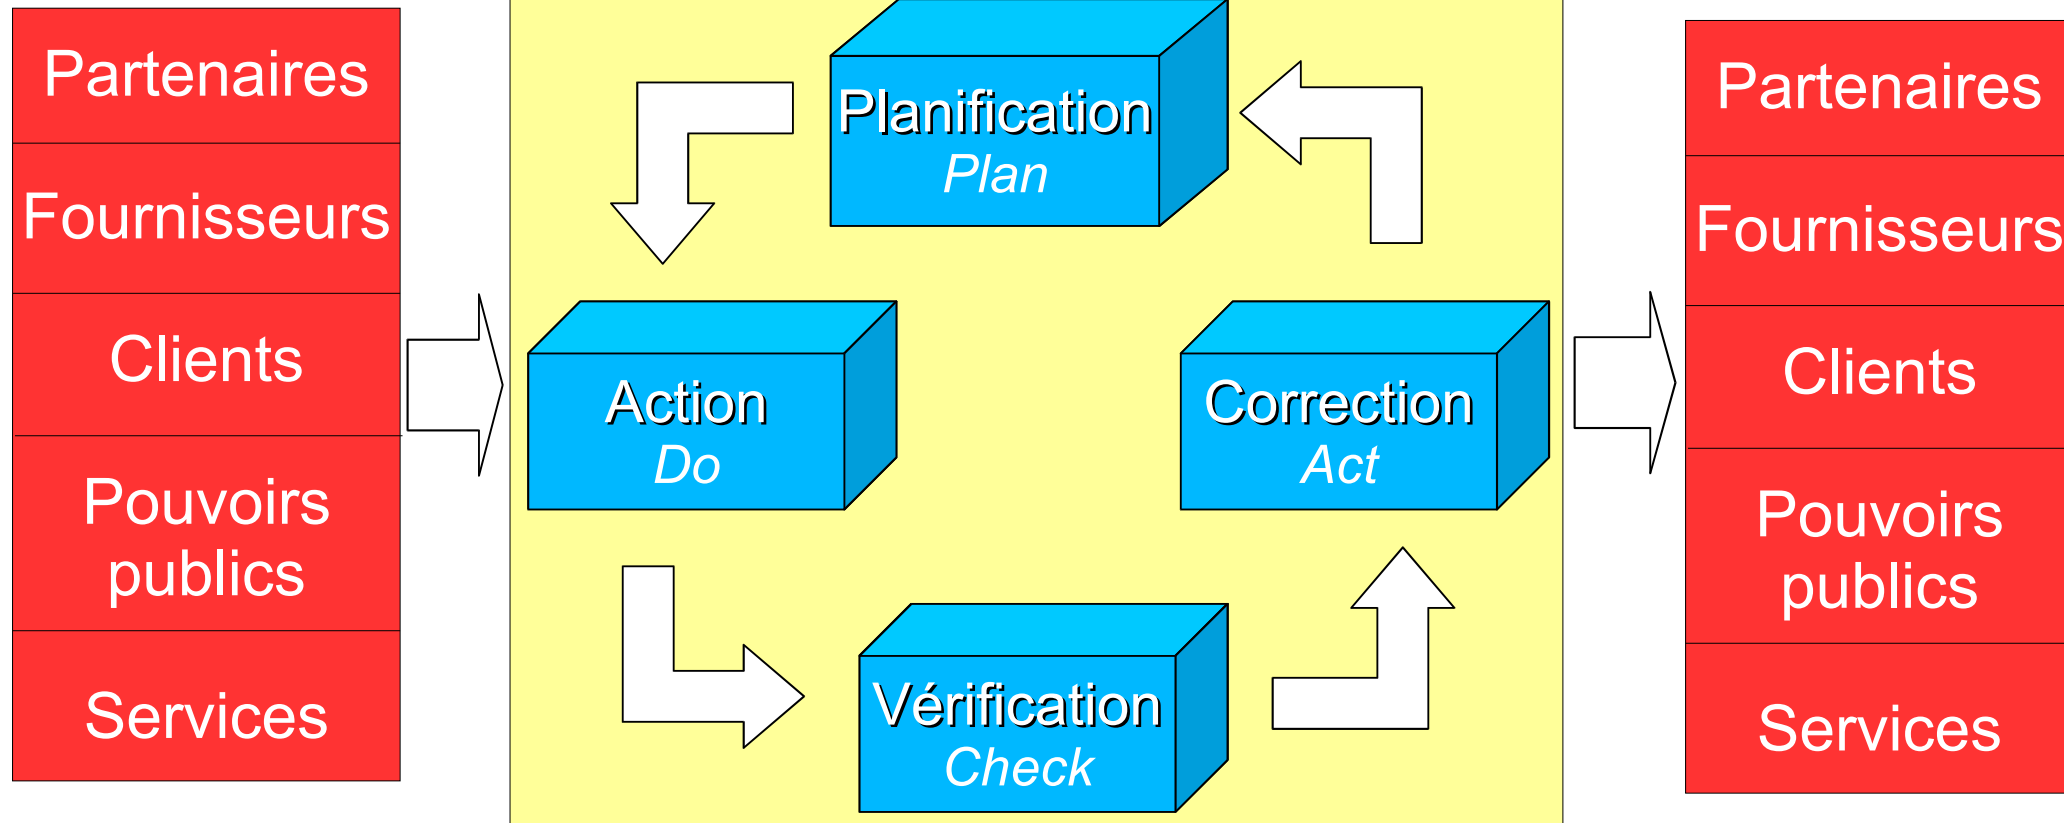 Partenaires
Fournisseurs
Clients
Pouvoirs
publics
Services
Planification
Plan
Action
Do
Correction
Act
Vérification
Check
Partenaires
Fournisseurs
Clients
Pouvoirs
publics
Services